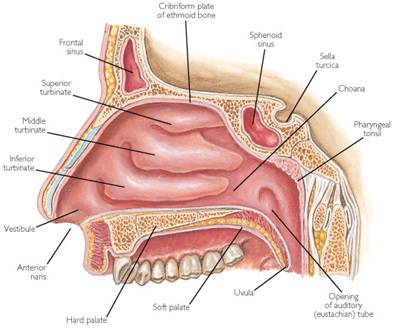 Cribriform plate
of ethmoid bone
Frontal
sinus
Sphenoid
sinus
Sella
turcica
Superior
turbinate
Choana
Middle
turbinate
Pharyngeal
tonsil
Inferior
turbinate
Vestibule
Anterior
naris
Hard palate
Soft palate
Uvula
Opening
of auditory
(eustachian) tube